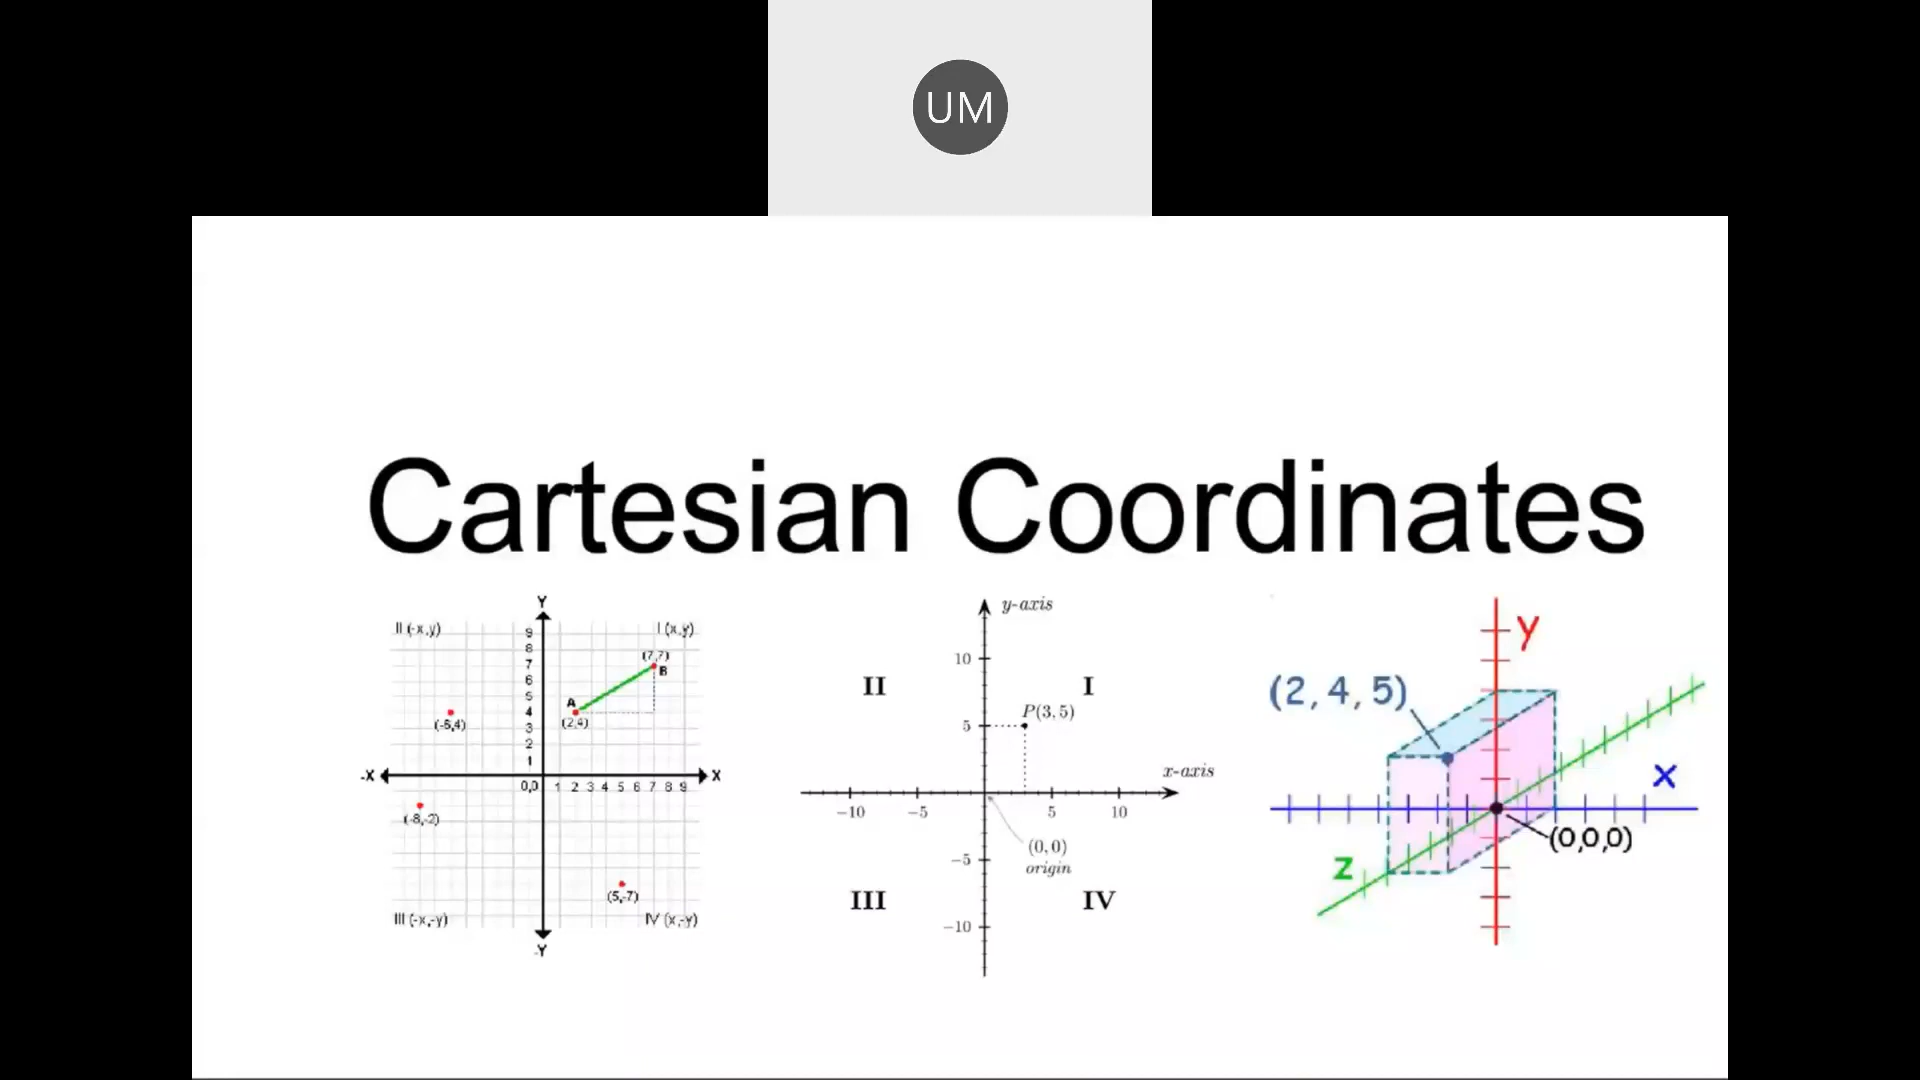 UM
Cartesian Coordinates
Y
II (-x,y)
I (x,y)
9
8
7
6
5
4
3
2
1
(7,7)
B
A
(2,4)
(-6,4)
-X
X
0,0
1 2 3 4 5 6 7 8 9
(-8,-2)
(5,-7)
III (-x,-y)
IV (x,-y)
-Y
y-axis
10
II
I
P(3, 5)
5
x-axis
−10
−5
5
10
(0, 0)
origin
−5
III
IV
−10
y
(2, 4, 5)
x
(0,0,0)
z